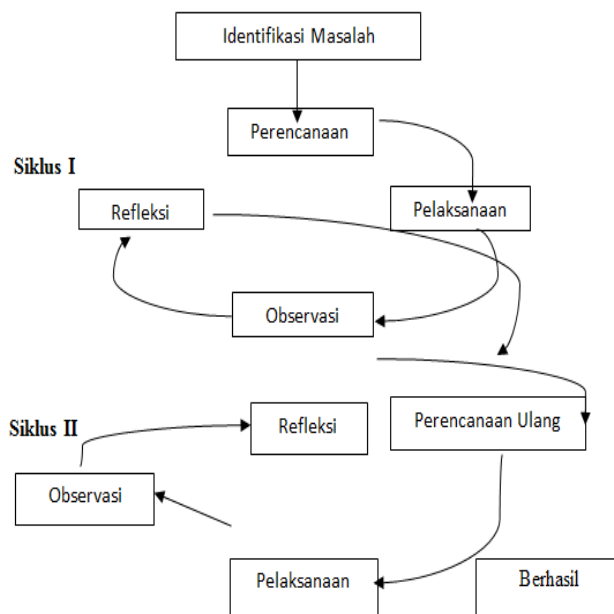 Identifikasi Masalah
Perencanaan
Siklus I
Refleksi
Pelaksanaan
Observasi
Siklus II
Refleksi
Perencanaan Ulang
Observasi
Pelaksanaan
Berhasil